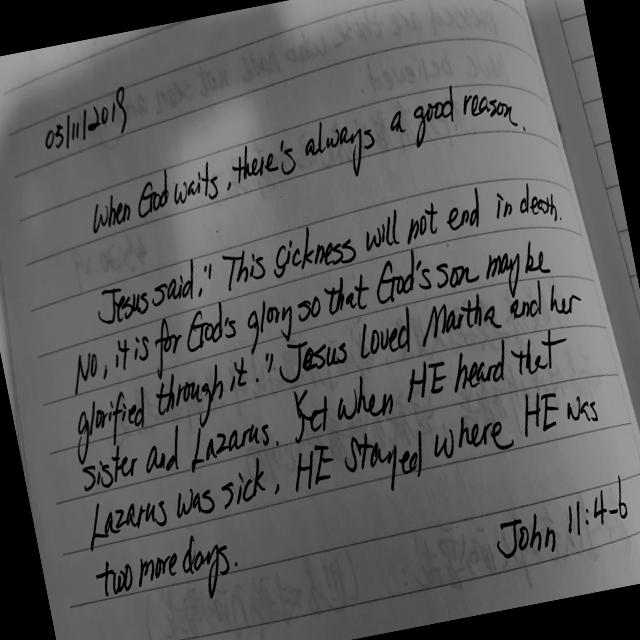 03/11/2019
When God waits, there's always a good reason.
Jesus said, "This sickness will not end in death.
No, it is for God's glory so that God's son may be
glorified through it." Jesus loved Martha and her
sister and Lazarus. Yet when HE heard that
Lazarus was sick, HE stayed where HE was
two more days.
John 11:4-6